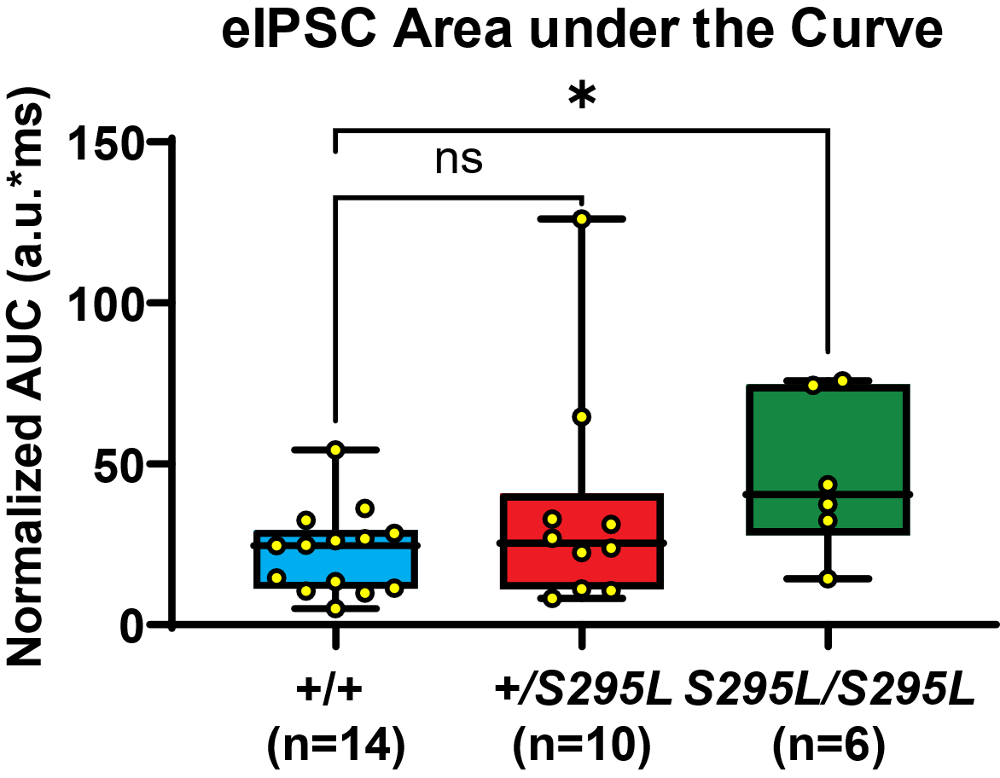 eIPSC Area under the Curve
*
ns
Normalized AUC (a.u.*ms)
150
100
50
0
+/+ +/S295L S295L/S295L
(n=14) (n=10) (n=6)